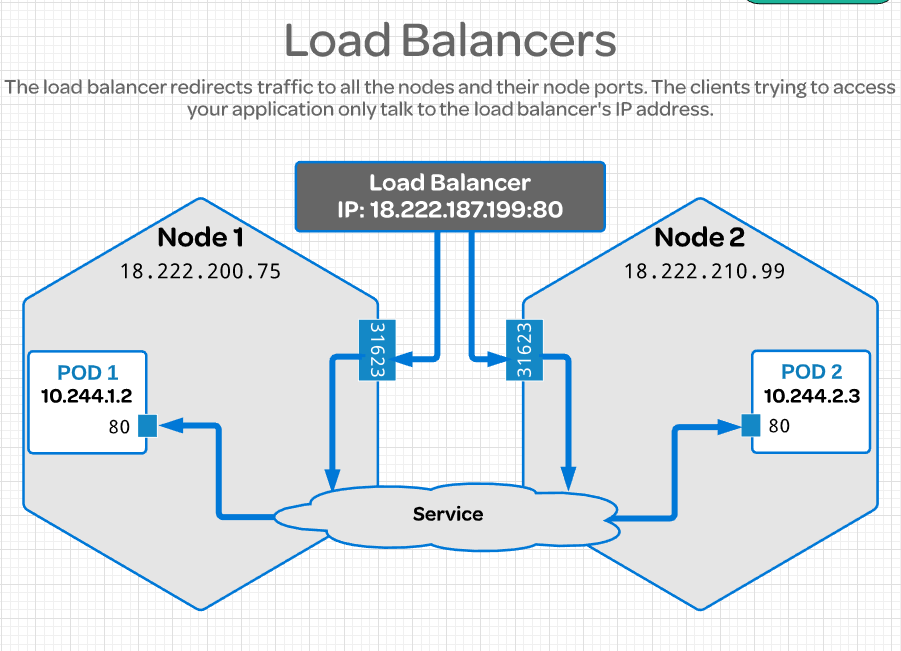 Load Balancers
The load balancer redirects traffic to all the nodes and their node ports. The clients trying to access
your application only talk to the load balancer's IP address.
Load Balancer
IP: 18.222.187.199:80
Node 1
18.222.200.75
Node 2
18.222.210.99
31623
31623
POD 1
10.244.1.2
80
POD 2
10.244.2.3
80
Service